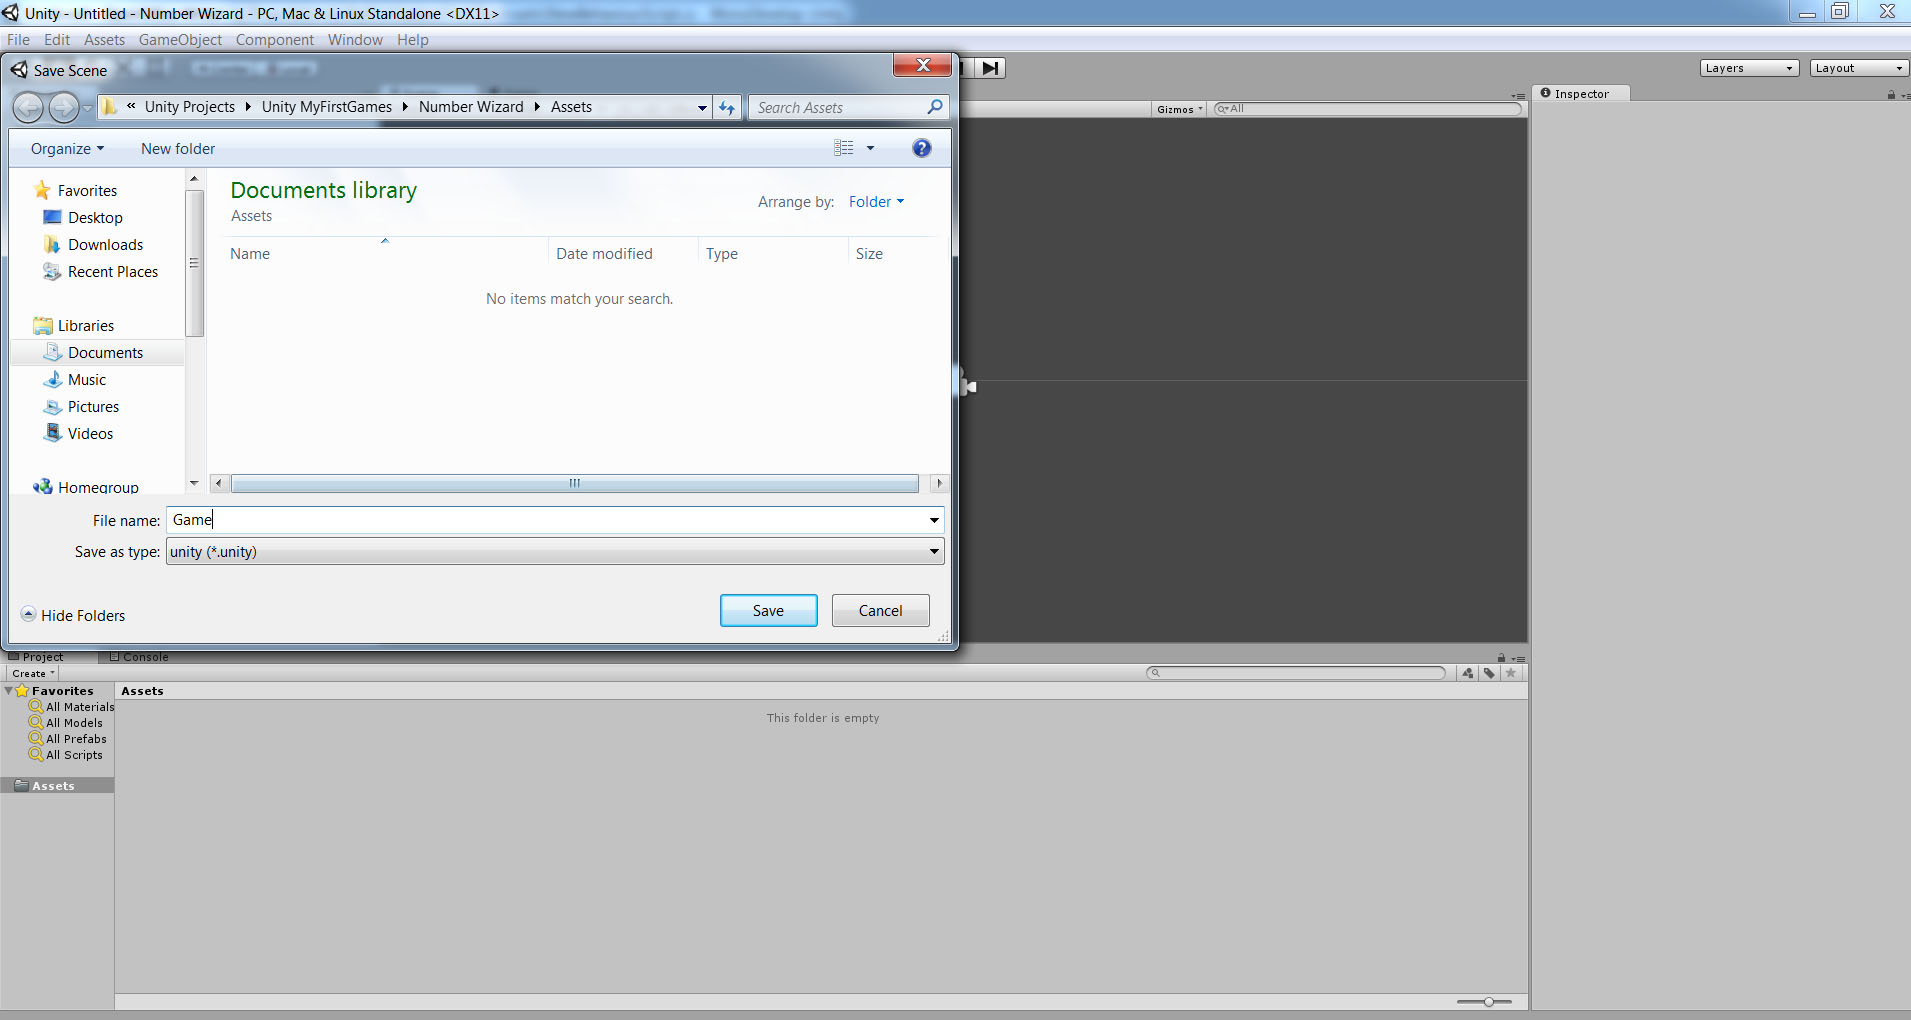 Unity - Untitled - Number Wizard - PC, Mac & Linux Standalone <DX11>
File Edit Assets GameObject Component Window Help
Save Scene
Layers Layout
« Unity Projects Unity MyFirstGames Number Wizard Assets Search Assets
Inspector
Gizmos All
Organize New folder
Documents library
Assets
Arrange by: Folder
Name Date modified Type Size
No items match your search.
Favorites
Desktop
Downloads
Recent Places
Libraries
Documents
Music
Pictures
Videos
Homegroup
File name: Game
Save as type: unity (*.unity)
Hide Folders Save Cancel
Project Console
Create
Favorites Assets
All Materials
This folder is empty
All Models
All Prefabs
All Scripts
Assets